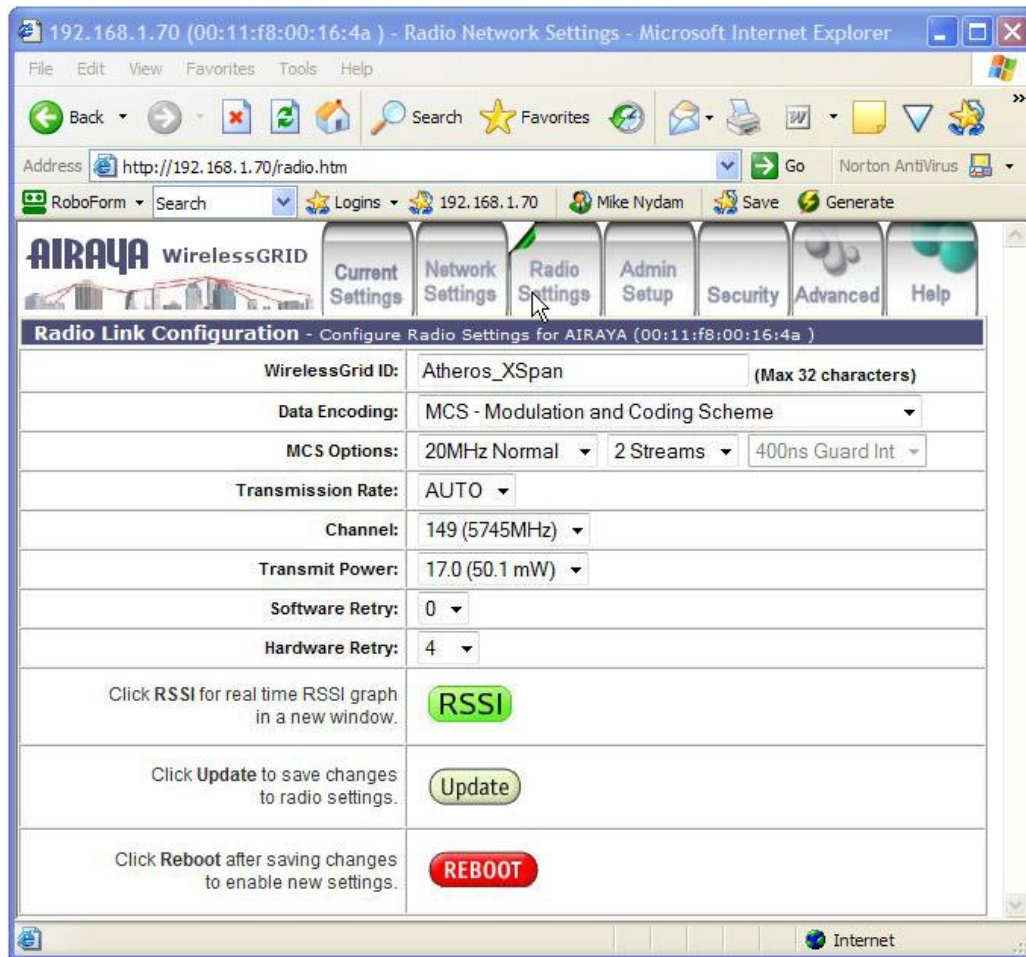 192.168.1.70 (00:11:f8:00:16:4a ) - Radio Network Settings - Microsoft Internet Explorer
File Edit View Favorites Tools Help
Back Search Favorites W »
Address http://192.168.1.70/radio.htm Go Norton AntiVirus
RoboForm Search Logins 192.168.1.70 Mike Nydam Save Generate
AIRAYA WirelessGRID
Current Settings
Network Settings
Radio Settings
Admin Setup
Security
Advanced
Help
Radio Link Configuration - Configure Radio Settings for AIRAYA (00:11:f8:00:16:4a )
WirelessGrid ID: Atheros_XSpan (Max 32 characters)
Data Encoding: MCS - Modulation and Coding Scheme
MCS Options: 20MHz Normal 2 Streams 400ns Guard Int
Transmission Rate: AUTO
Channel: 149 (5745MHz)
Transmit Power: 17.0 (50.1 mW)
Software Retry: 0
Hardware Retry: 4
Click RSSI for real time RSSI graph
in a new window.
RSSI
Click Update to save changes
to radio settings.
Update
Click Reboot after saving changes
to enable new settings.
REBOOT
Internet